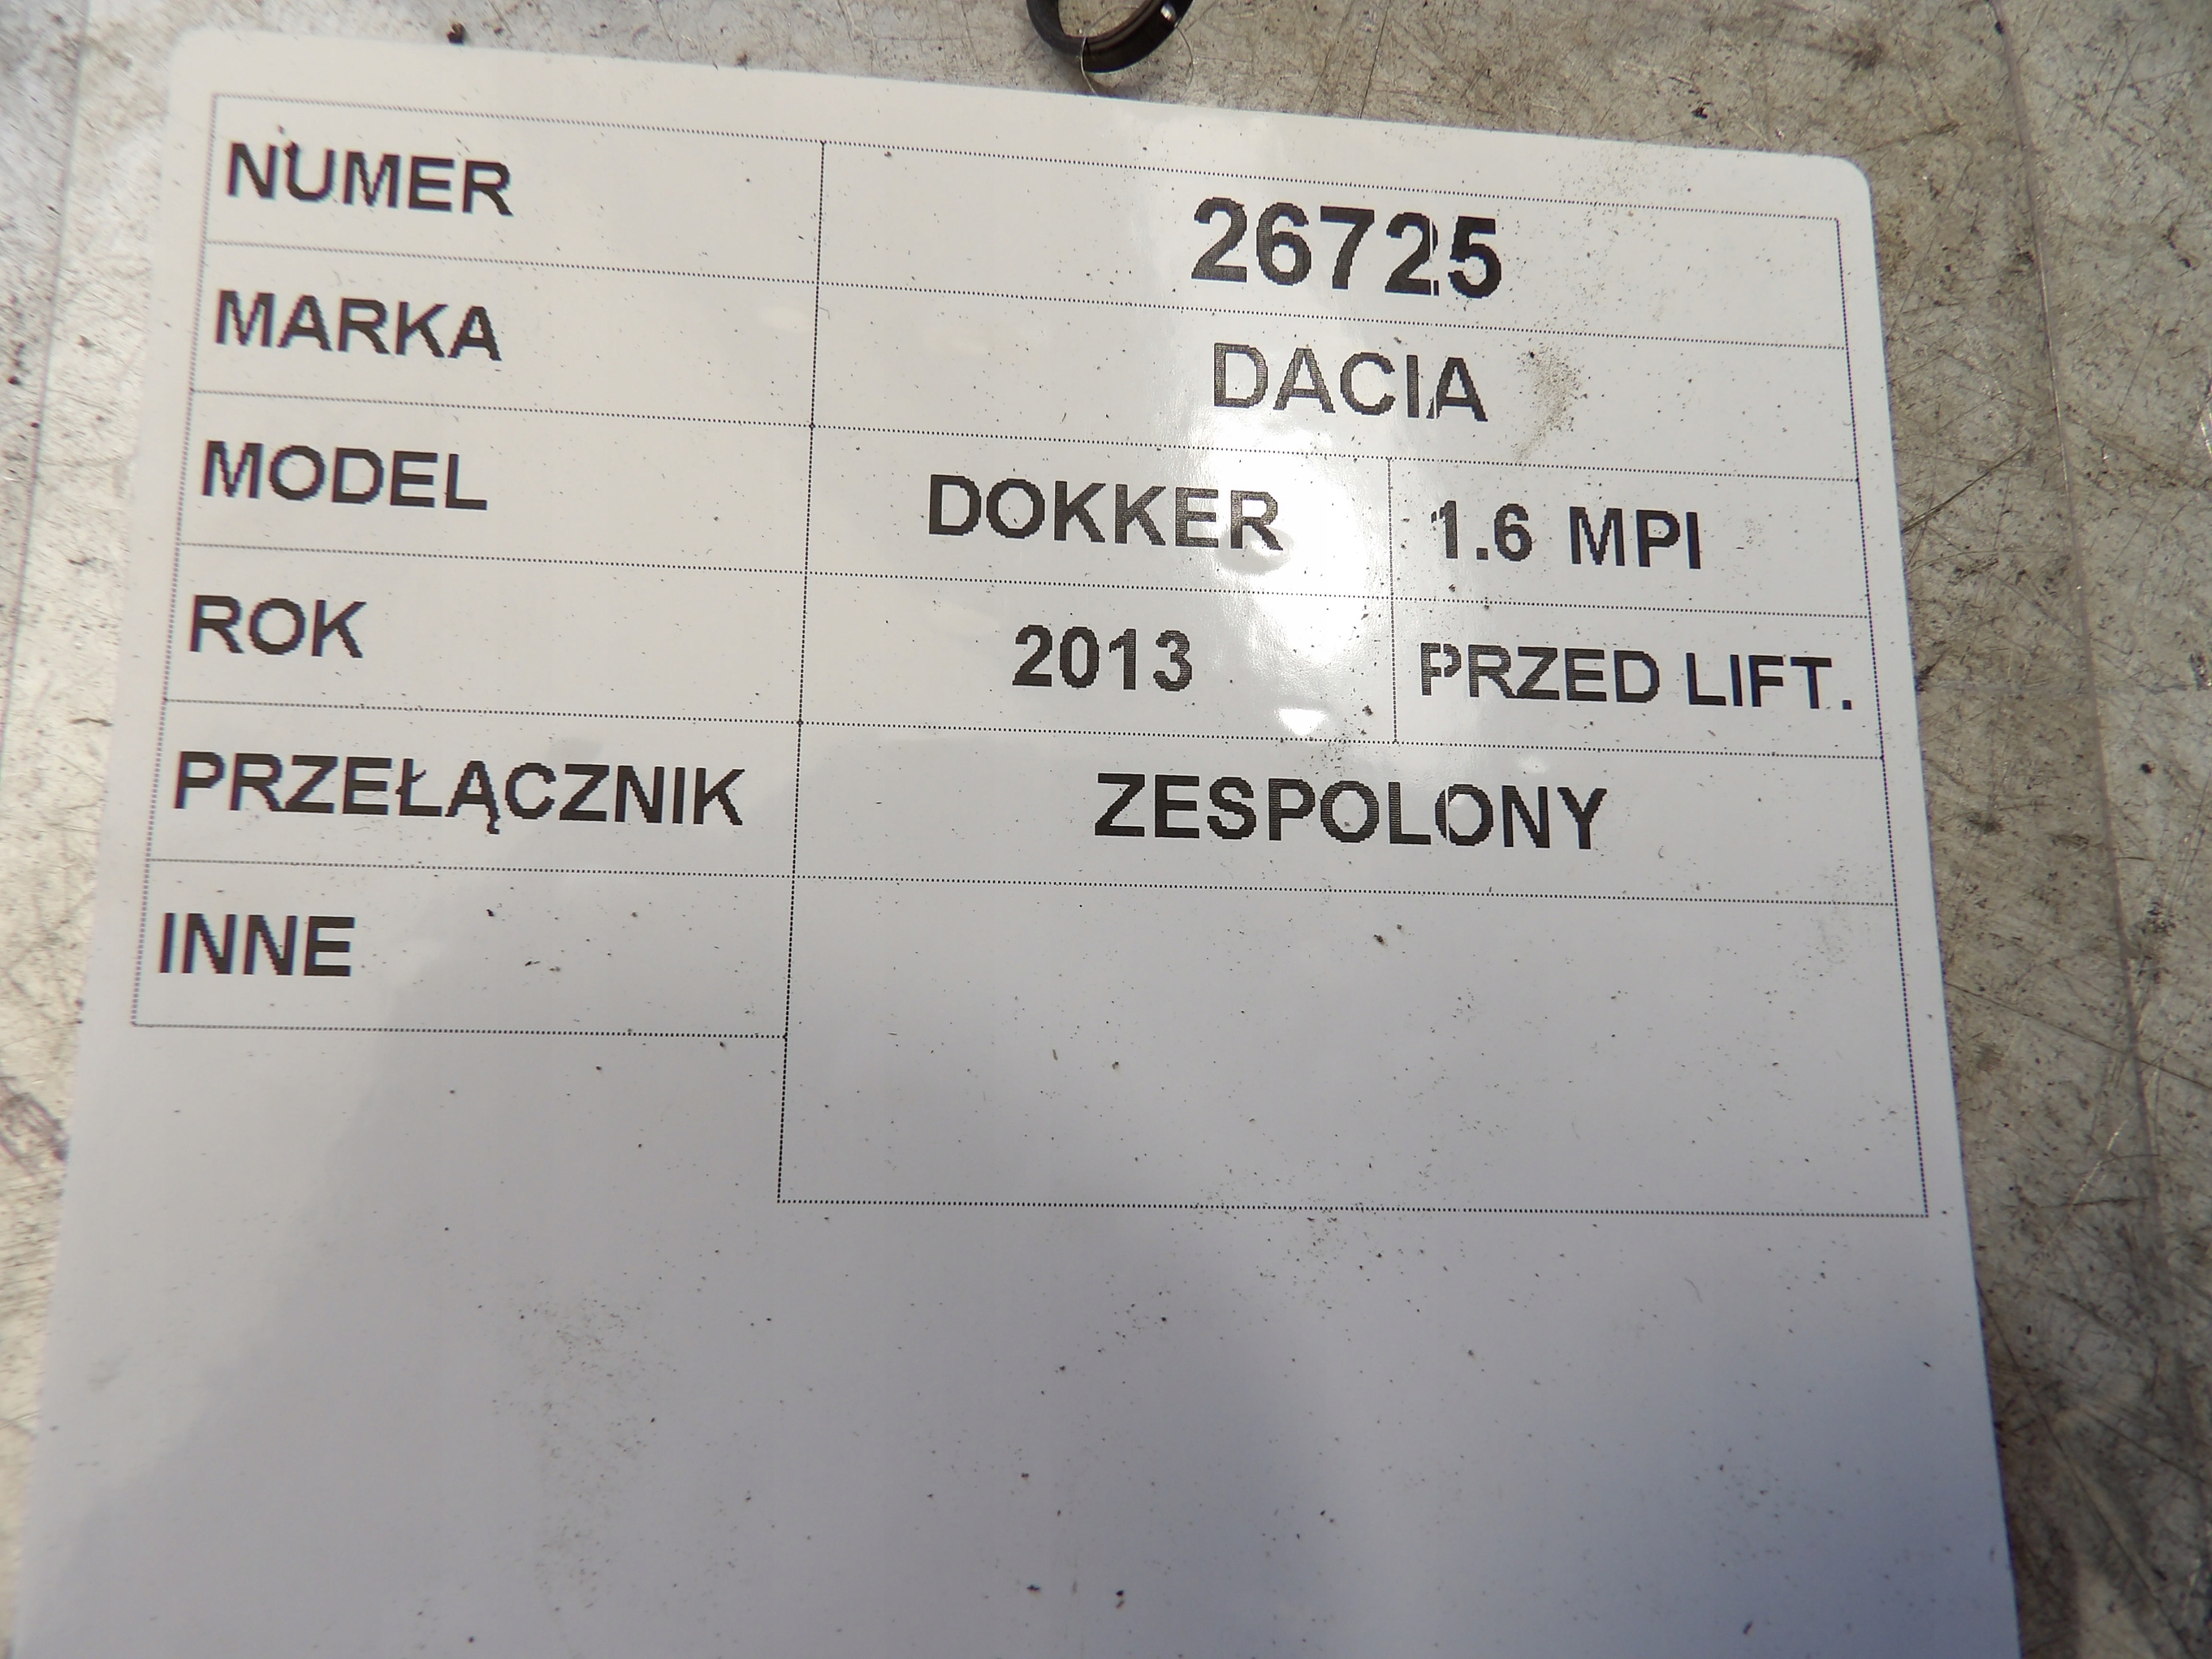 NUMER 26725
MARKA DACIA
MODEL DOKKER 1.6 MPI
ROK 2013 PRZED LIFT.
PRZEŁĄCZNIK ZESPOLONY
INNE